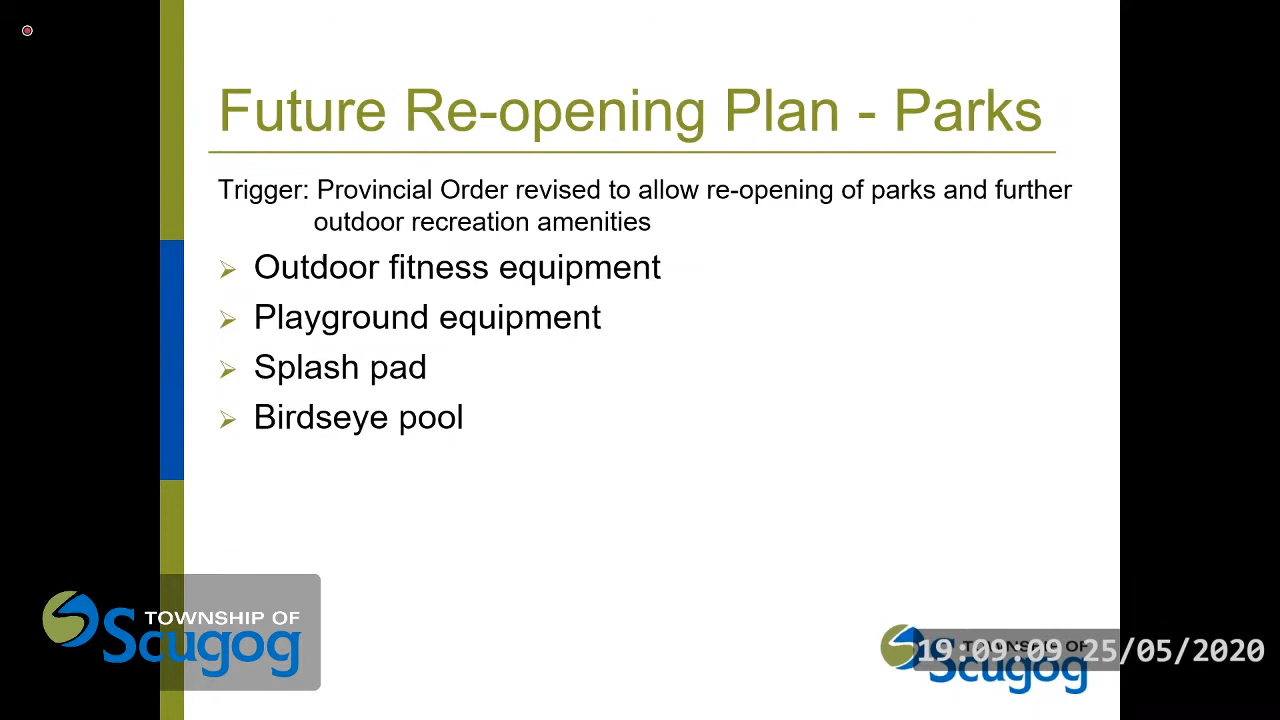 Future Re-opening Plan - Parks
Trigger: Provincial Order revised to allow re-opening of parks and further
outdoor recreation amenities
Outdoor fitness equipment
Playground equipment
Splash pad
Birdseye pool
TOWNSHIP OF
Scugog
TOWNSHIP OF
19:09:09 25/05/2020
Scugog